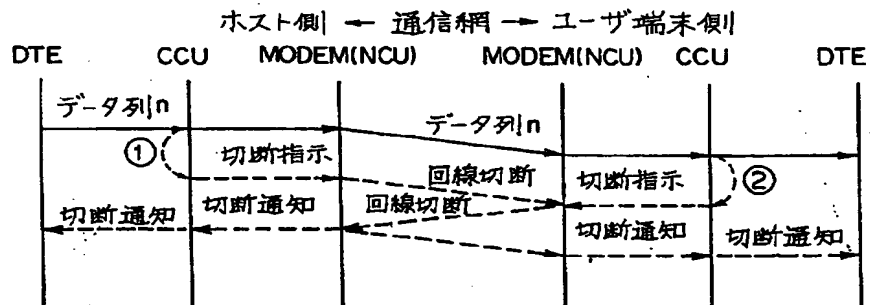 ホスト側 ← 通信網 → ユーザ端末側
DTE CCU MODEM(NCU) MODEM(NCU) CCU DTE
データ列n
データ列n
① 切断指示
回線切断
切断指示 ②
切断通知 切断通知 回線切断
切断通知 切断通知